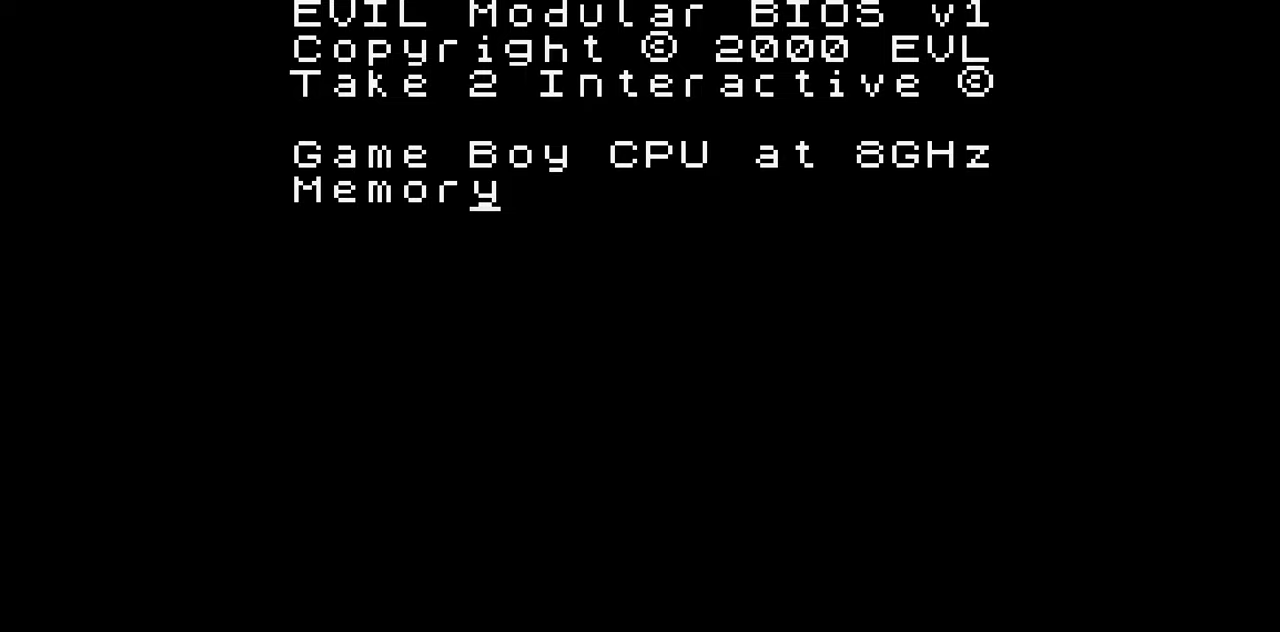 EVIL Modular BIOS v1
Copyright © 2000 EVL
Take 2 Interactive ©
Game Boy CPU at 8GHz
Memory